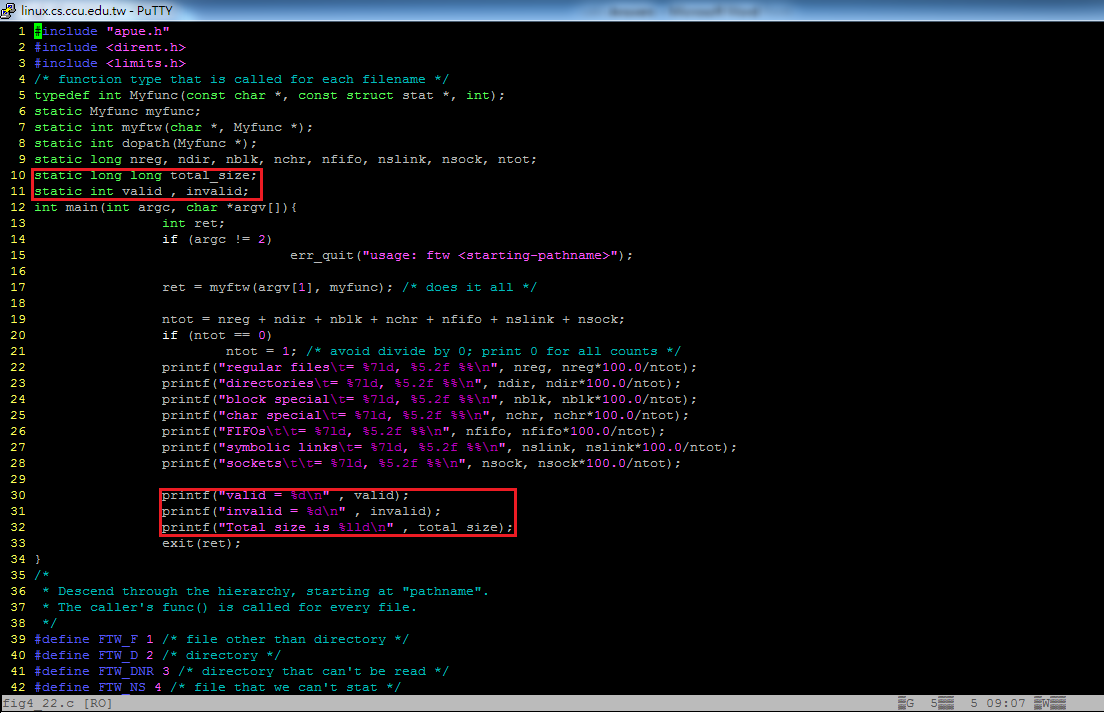 linux.cs.ccu.edu.tw - PuTTY
1 #include "apue.h"
2 #include <dirent.h>
3 #include <limits.h>
4 /* function type that is called for each filename */
5 typedef int Myfunc(const char *, const struct stat *, int);
6 static Myfunc myfunc;
7 static int myftw(char *, Myfunc *);
8 static int dopath(Myfunc *);
9 static long nreg, ndir, nblk, nchr, nfifo, nslink, nsock, ntot;
10 static long long total_size;
11 static int valid , invalid;
12 int main(int argc, char *argv[]){
13 int ret;
14 if (argc != 2)
15 err_quit("usage: ftw <starting-pathname>");
16
17 ret = myftw(argv[1], myfunc); /* does it all */
18
19 ntot = nreg + ndir + nblk + nchr + nfifo + nslink + nsock;
20 if (ntot == 0)
21 ntot = 1; /* avoid divide by 0; print 0 for all counts */
22 printf("regular files\t= %7ld, %5.2f %%\n", nreg, nreg*100.0/ntot);
23 printf("directories\t= %7ld, %5.2f %%\n", ndir, ndir*100.0/ntot);
24 printf("block special\t= %7ld, %5.2f %%\n", nblk, nblk*100.0/ntot);
25 printf("char special\t= %7ld, %5.2f %%\n", nchr, nchr*100.0/ntot);
26 printf("FIFOs\t\t= %7ld, %5.2f %%\n", nfifo, nfifo*100.0/ntot);
27 printf("symbolic links\t= %7ld, %5.2f %%\n", nslink, nslink*100.0/ntot);
28 printf("sockets\t\t= %7ld, %5.2f %%\n", nsock, nsock*100.0/ntot);
29
30 printf("valid = %d\n" , valid);
31 printf("invalid = %d\n" , invalid);
32 printf("Total size is %lld\n" , total_size);
33 exit(ret);
34 }
35 /*
36 * Descend through the hierarchy, starting at "pathname".
37 * The caller's func() is called for every file.
38 */
39 #define FTW_F 1 /* file other than directory */
40 #define FTW_D 2 /* directory */
41 #define FTW_DNR 3 /* directory that can't be read */
42 #define FTW_NS 4 /* file that we can't stat */
fig4_22.c [RO] G 5 5 09:07 W